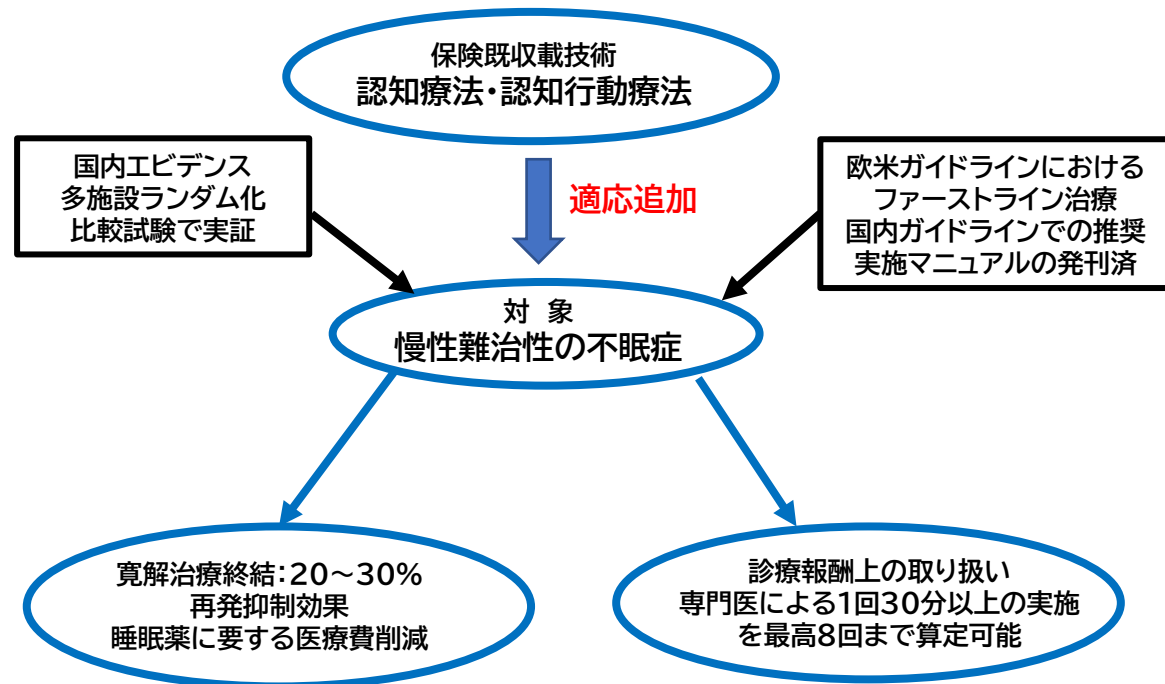 保険既収載技術
認知療法・認知行動療法
国内エビデンス
多施設ランダム化
比較試験で実証
適応追加
欧米ガイドラインにおける
ファーストライン治療
国内ガイドラインでの推奨
実施マニュアルの発刊済
対 象
慢性難治性の不眠症
寛解治療終結：20～30%
再発抑制効果
睡眠薬に要する医療費削減
診療報酬上の取り扱い
専門医による1回30分以上の実施
を最高8回まで算定可能